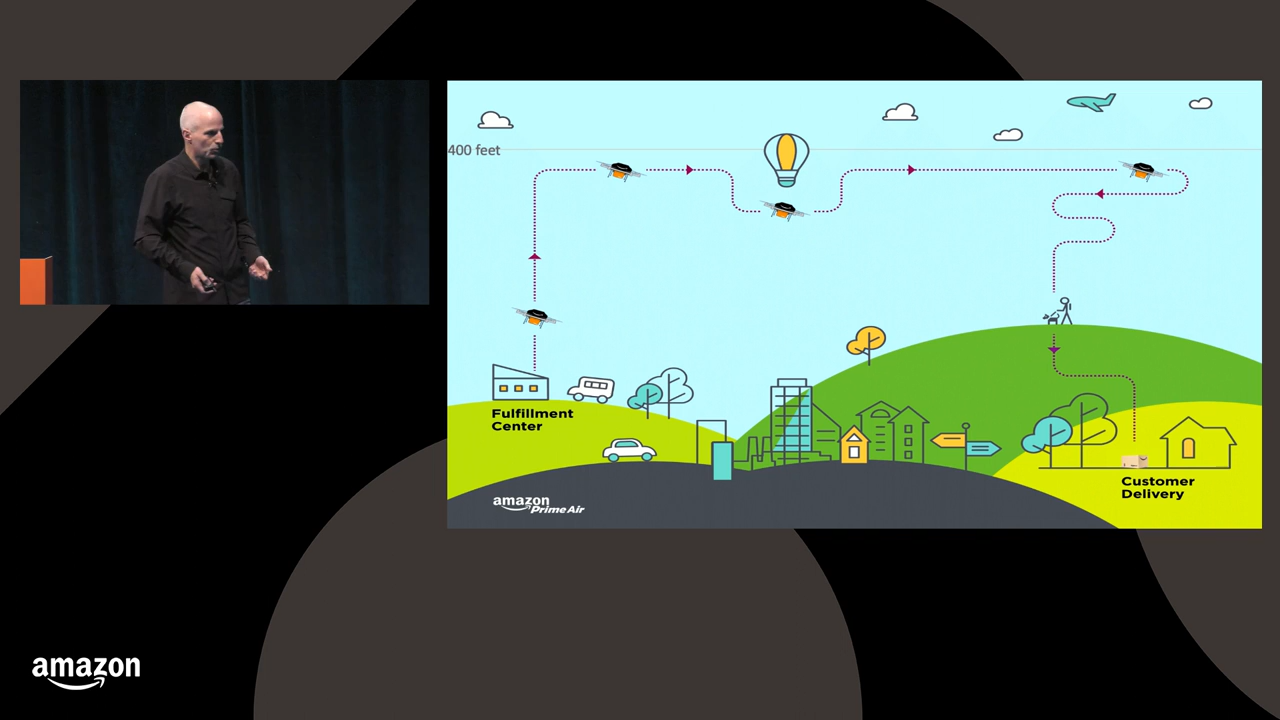 400 feet
Fulfillment
Center
Customer
Delivery
amazon
Prime Air
amazon